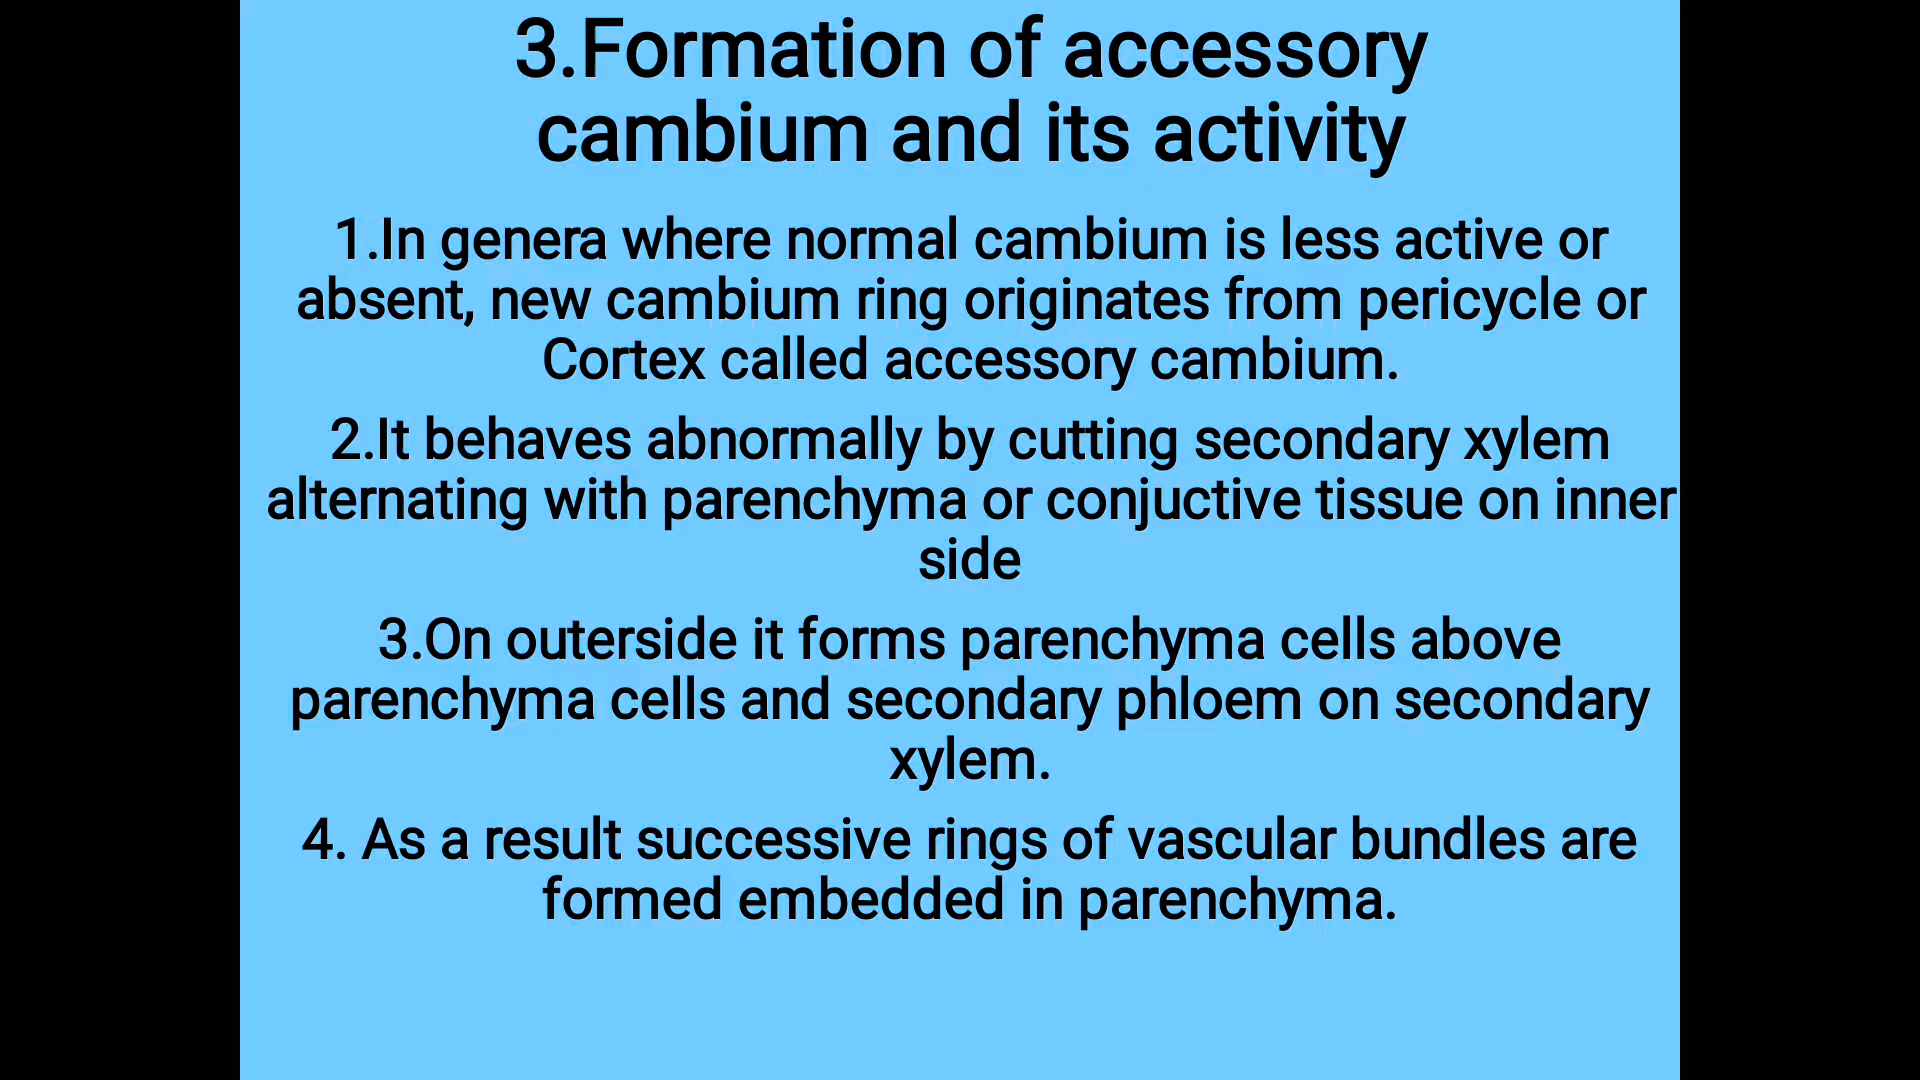 3.Formation of accessory
cambium and its activity
1.In genera where normal cambium is less active or
absent, new cambium ring originates from pericycle or
Cortex called accessory cambium.
2.It behaves abnormally by cutting secondary xylem
alternating with parenchyma or conjuctive tissue on inner
side
3.On outerside it forms parenchyma cells above
parenchyma cells and secondary phloem on secondary
xylem.
4. As a result successive rings of vascular bundles are
formed embedded in parenchyma.